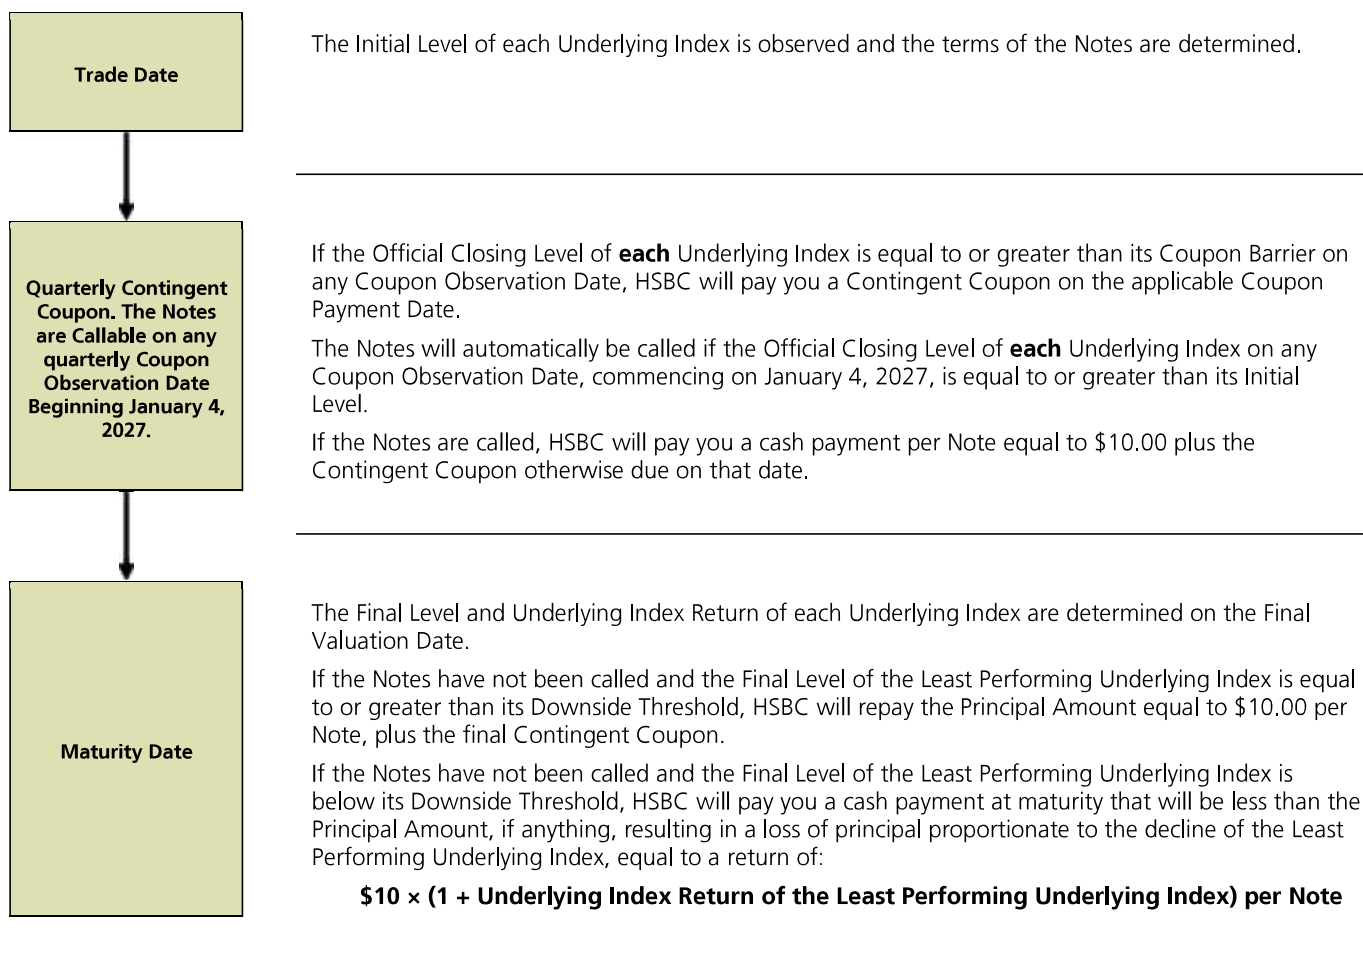 Trade Date
The Initial Level of each Underlying Index is observed and the terms of the Notes are determined.
Quarterly Contingent
Coupon. The Notes
are Callable on any
quarterly Coupon
Observation Date
Beginning January 4,
2027.
If the Official Closing Level of each Underlying Index is equal to or greater than its Coupon Barrier on
any Coupon Observation Date, HSBC will pay you a Contingent Coupon on the applicable Coupon
Payment Date.
The Notes will automatically be called if the Official Closing Level of each Underlying Index on any
Coupon Observation Date, commencing on January 4, 2027, is equal to or greater than its Initial
Level.
If the Notes are called, HSBC will pay you a cash payment per Note equal to $10.00 plus the
Contingent Coupon otherwise due on that date.
Maturity Date
The Final Level and Underlying Index Return of each Underlying Index are determined on the Final
Valuation Date.
If the Notes have not been called and the Final Level of the Least Performing Underlying Index is equal
to or greater than its Downside Threshold, HSBC will repay the Principal Amount equal to $10.00 per
Note, plus the final Contingent Coupon.
If the Notes have not been called and the Final Level of the Least Performing Underlying Index is
below its Downside Threshold, HSBC will pay you a cash payment at maturity that will be less than the
Principal Amount, if anything, resulting in a loss of principal proportionate to the decline of the Least
Performing Underlying Index, equal to a return of:
$10 × (1 + Underlying Index Return of the Least Performing Underlying Index) per Note